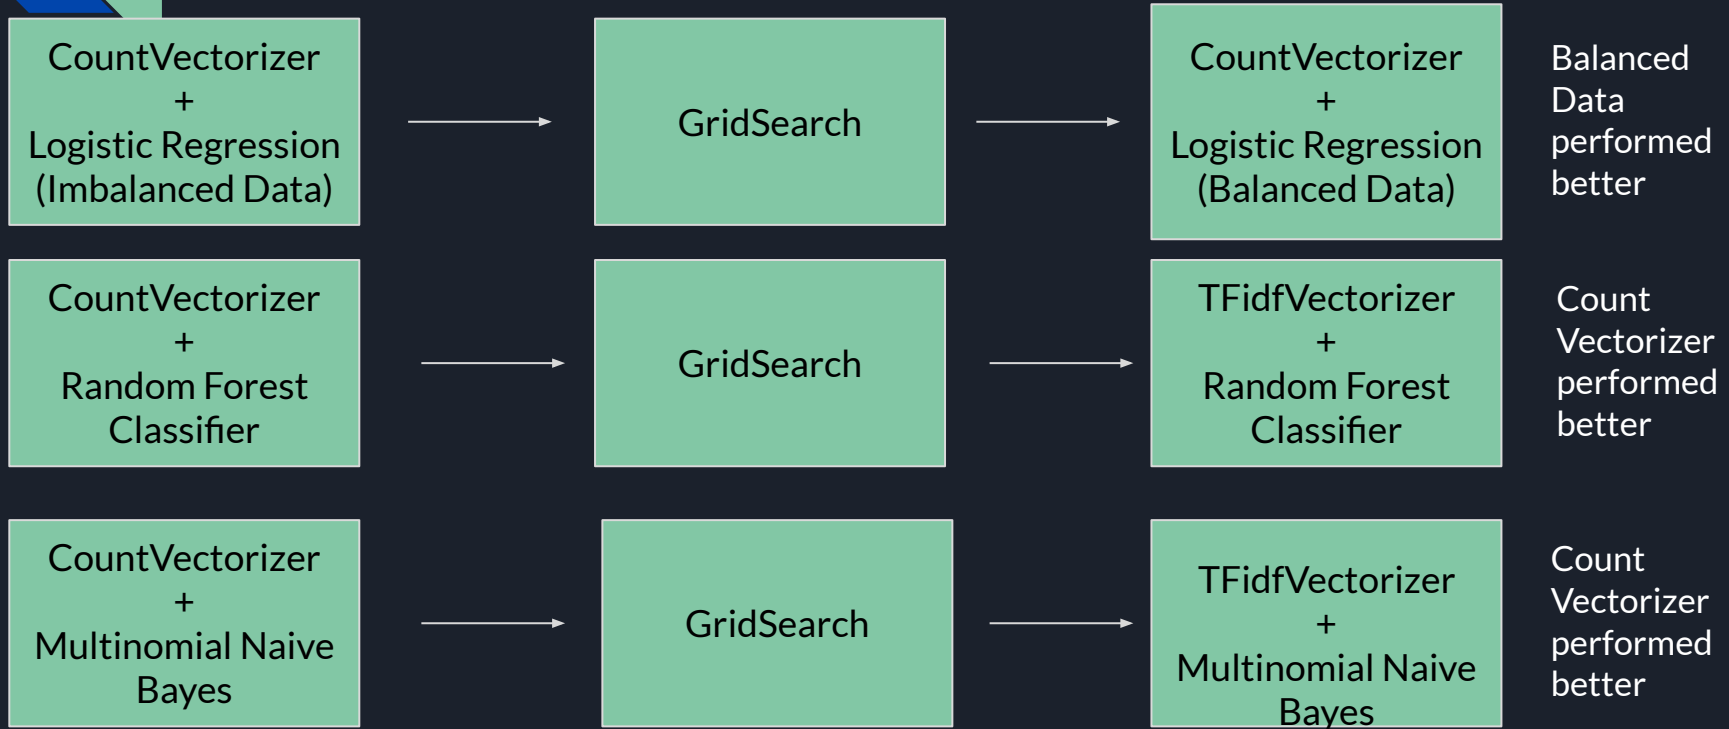 CountVectorizer
+
Logistic Regression
(Imbalanced Data)
GridSearch
CountVectorizer
+
Logistic Regression
(Balanced Data)
Balanced
Data
performed
better
CountVectorizer
+
Random Forest
Classifier
GridSearch
TFidfVectorizer
+
Random Forest
Classifier
Count
Vectorizer
performed
better
CountVectorizer
+
Multinomial Naive
Bayes
GridSearch
TFidfVectorizer
+
Multinomial Naive
Bayes
Count
Vectorizer
performed
better